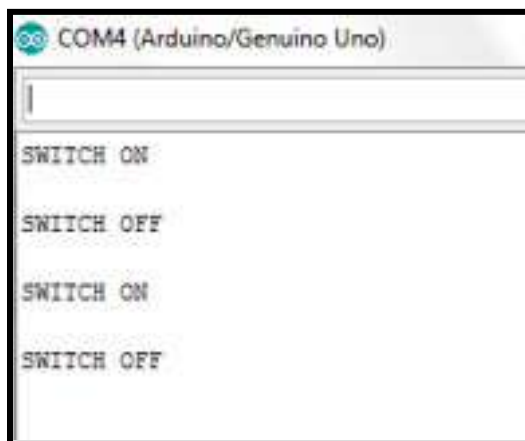 COM4 (Arduino/Genuino Uno)
SWITCH ON
SWITCH OFF
SWITCH ON
SWITCH OFF